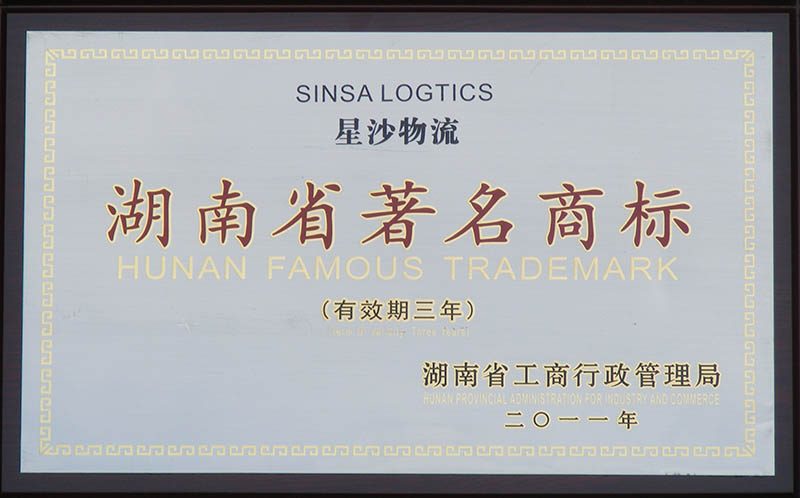 SINSA LOGTICS
星沙物流
湖南省著名商标
HUNAN FAMOUS TRADEMARK
（有效期三年）
湖南省工商行政管理局
HUNAN PROVINCIAL ADMINISTRATION FOR INDUSTRY AND COMMERCE
二〇一一年